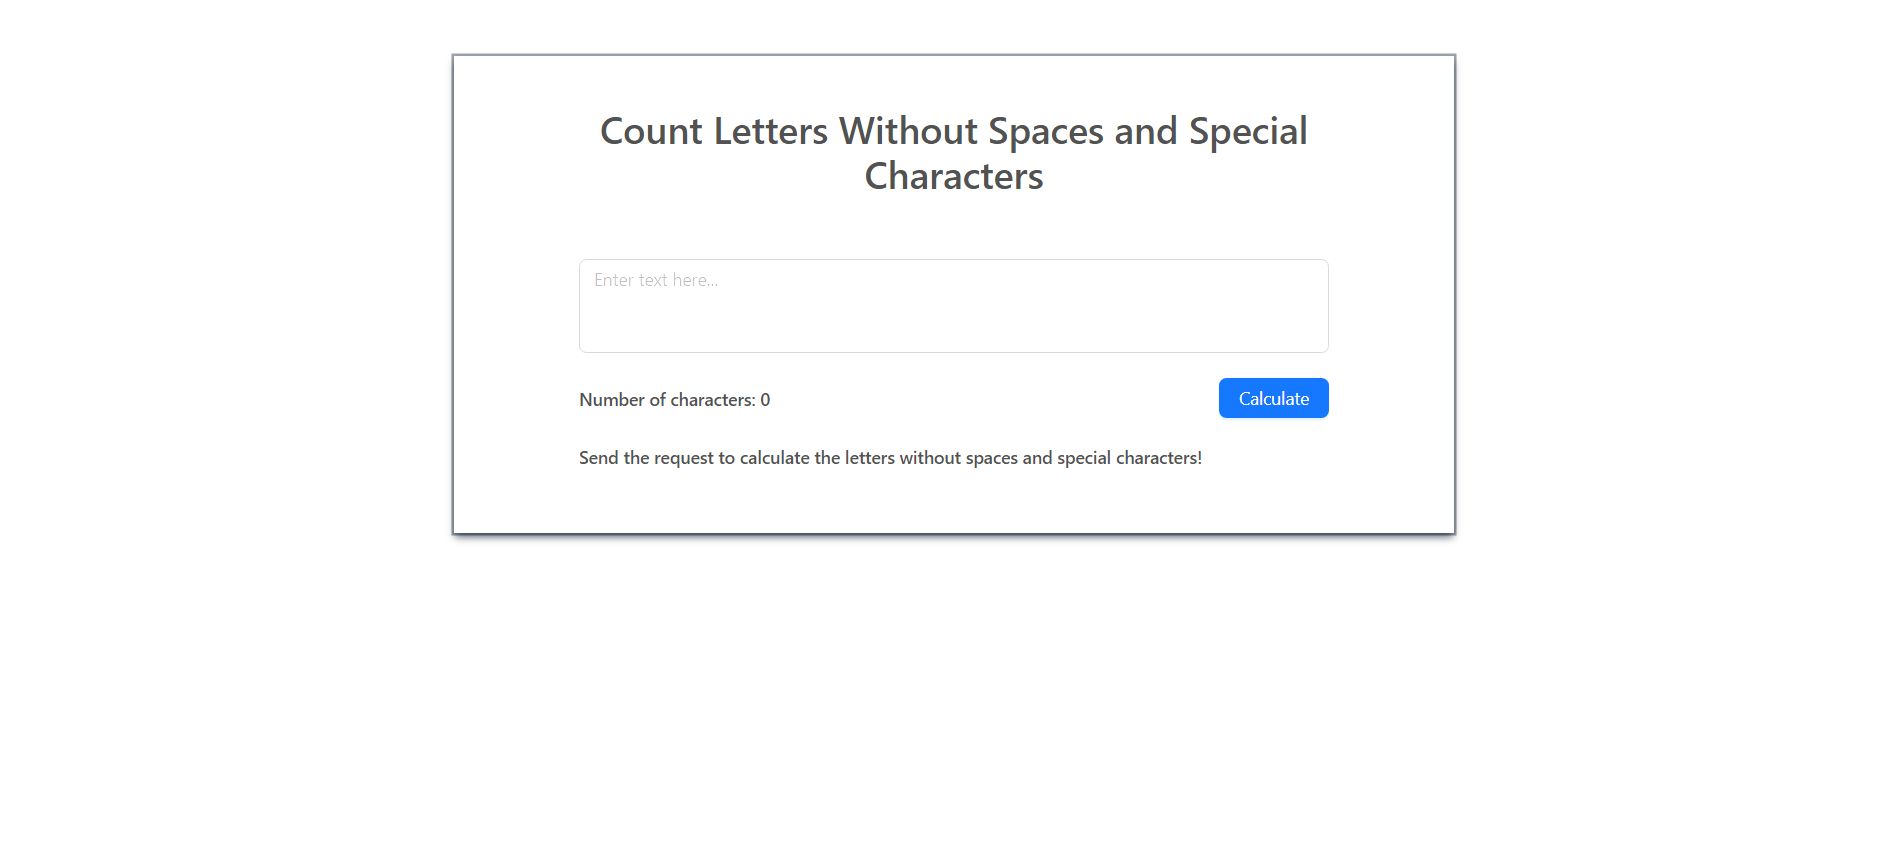 Count Letters Without Spaces and Special
Characters
Enter text here...
Number of characters: 0
Calculate
Send the request to calculate the letters without spaces and special characters!